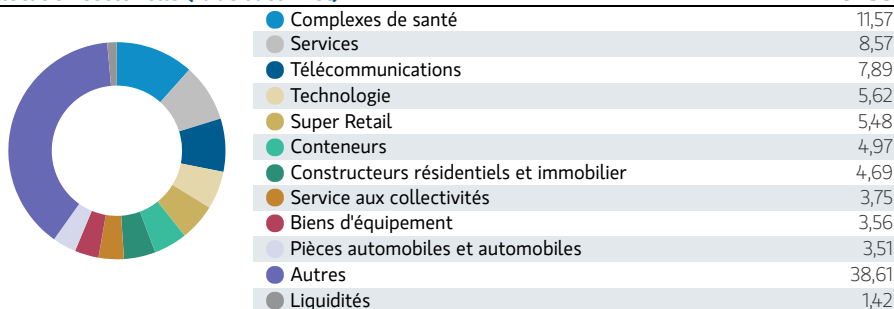 Complexes de santé 11,57
Services 8,57
Télécommunications 7,89
Technologie 5,62
Super Retail 5,48
Conteneurs 4,97
Constructeurs résidentiels et immobilier 4,69
Service aux collectivités 3,75
Biens d'équipement 3,56
Pièces automobiles et automobiles 3,51
Autres 38,61
Liquidités 1,42